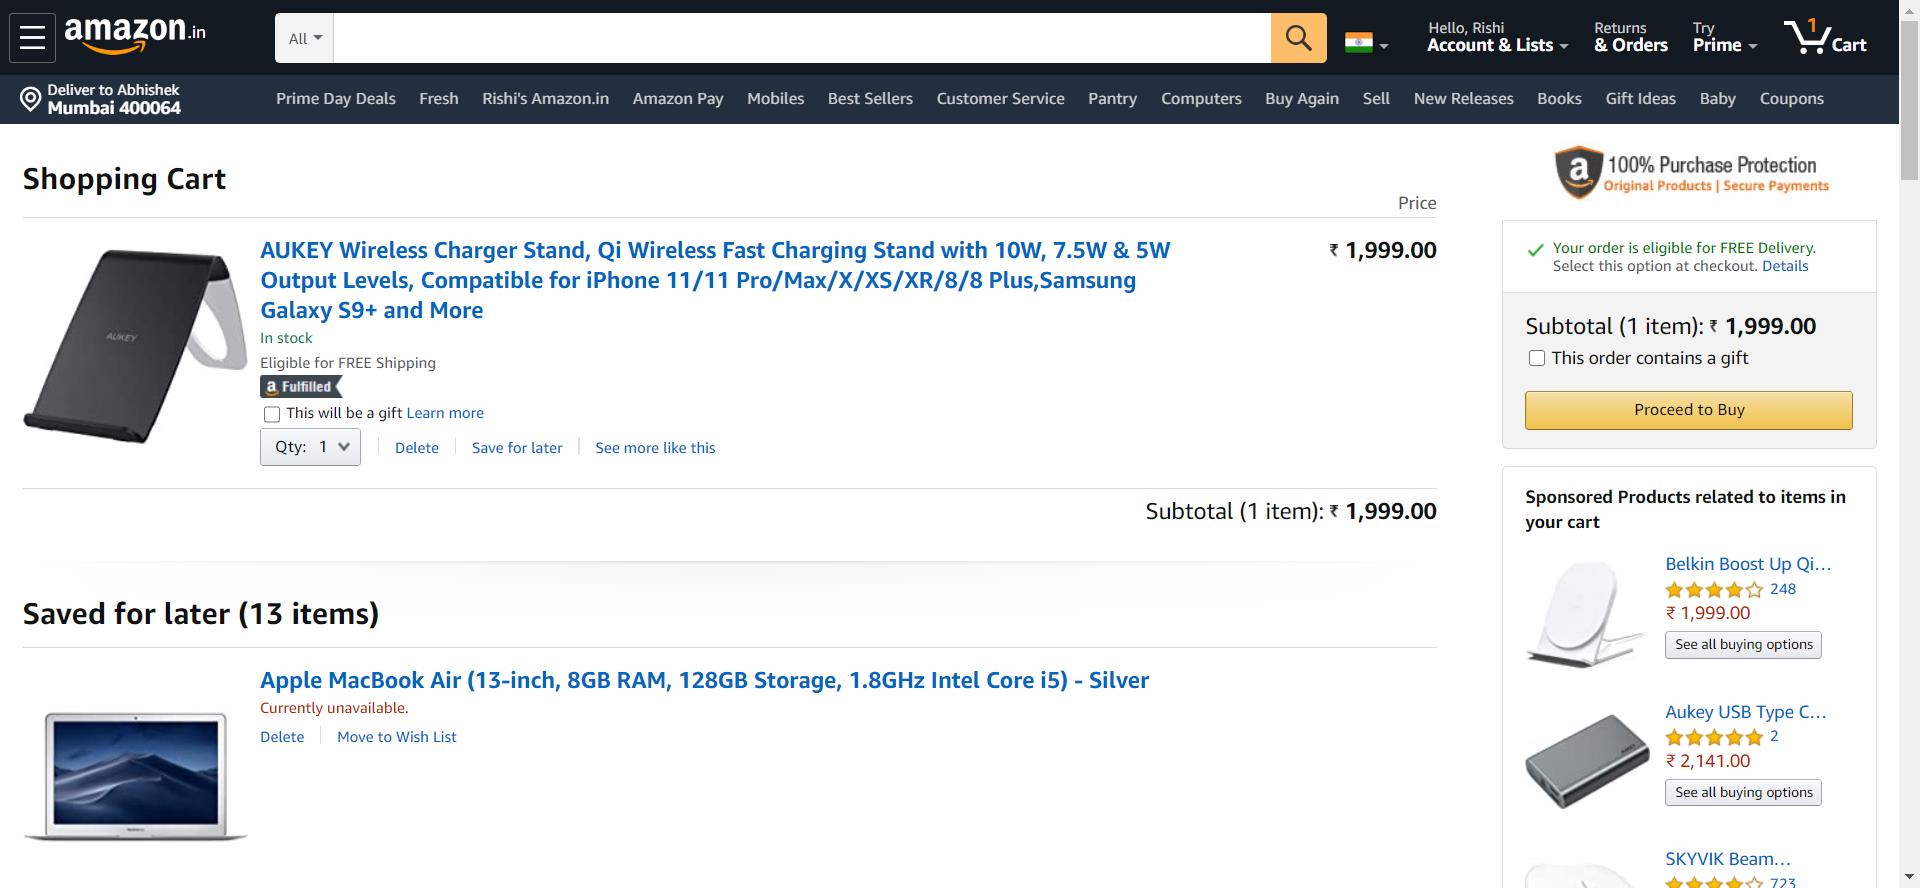 amazon.in
All
Hello, Rishi
Account & Lists
Returns
& Orders
Try
Prime
1
Cart
Deliver to Abhishek
Mumbai 400064
Prime Day Deals Fresh Rishi's Amazon.in Amazon Pay Mobiles Best Sellers Customer Service Pantry Computers Buy Again Sell New Releases Books Gift Ideas Baby Coupons
Shopping Cart
Price
AUKEY
AUKEY Wireless Charger Stand, Qi Wireless Fast Charging Stand with 10W, 7.5W & 5W
Output Levels, Compatible for iPhone 11/11 Pro/Max/X/XS/XR/8/8 Plus,Samsung
Galaxy S9+ and More
₹ 1,999.00
In stock
Eligible for FREE Shipping
a Fulfilled
This will be a gift Learn more
Qty: 1 Delete Save for later See more like this
Subtotal (1 item): ₹ 1,999.00
Saved for later (13 items)
Apple MacBook Air (13-inch, 8GB RAM, 128GB Storage, 1.8GHz Intel Core i5) - Silver
Currently unavailable.
Delete Move to Wish List
a 100% Purchase Protection
Original Products | Secure Payments
Your order is eligible for FREE Delivery.
Select this option at checkout. Details
Subtotal (1 item): ₹ 1,999.00
This order contains a gift
Proceed to Buy
Sponsored Products related to items in
your cart
Belkin Boost Up Qi...
248
₹ 1,999.00
See all buying options
Aukey USB Type C...
2
₹ 2,141.00
See all buying options
SKYVIK Beam...
723